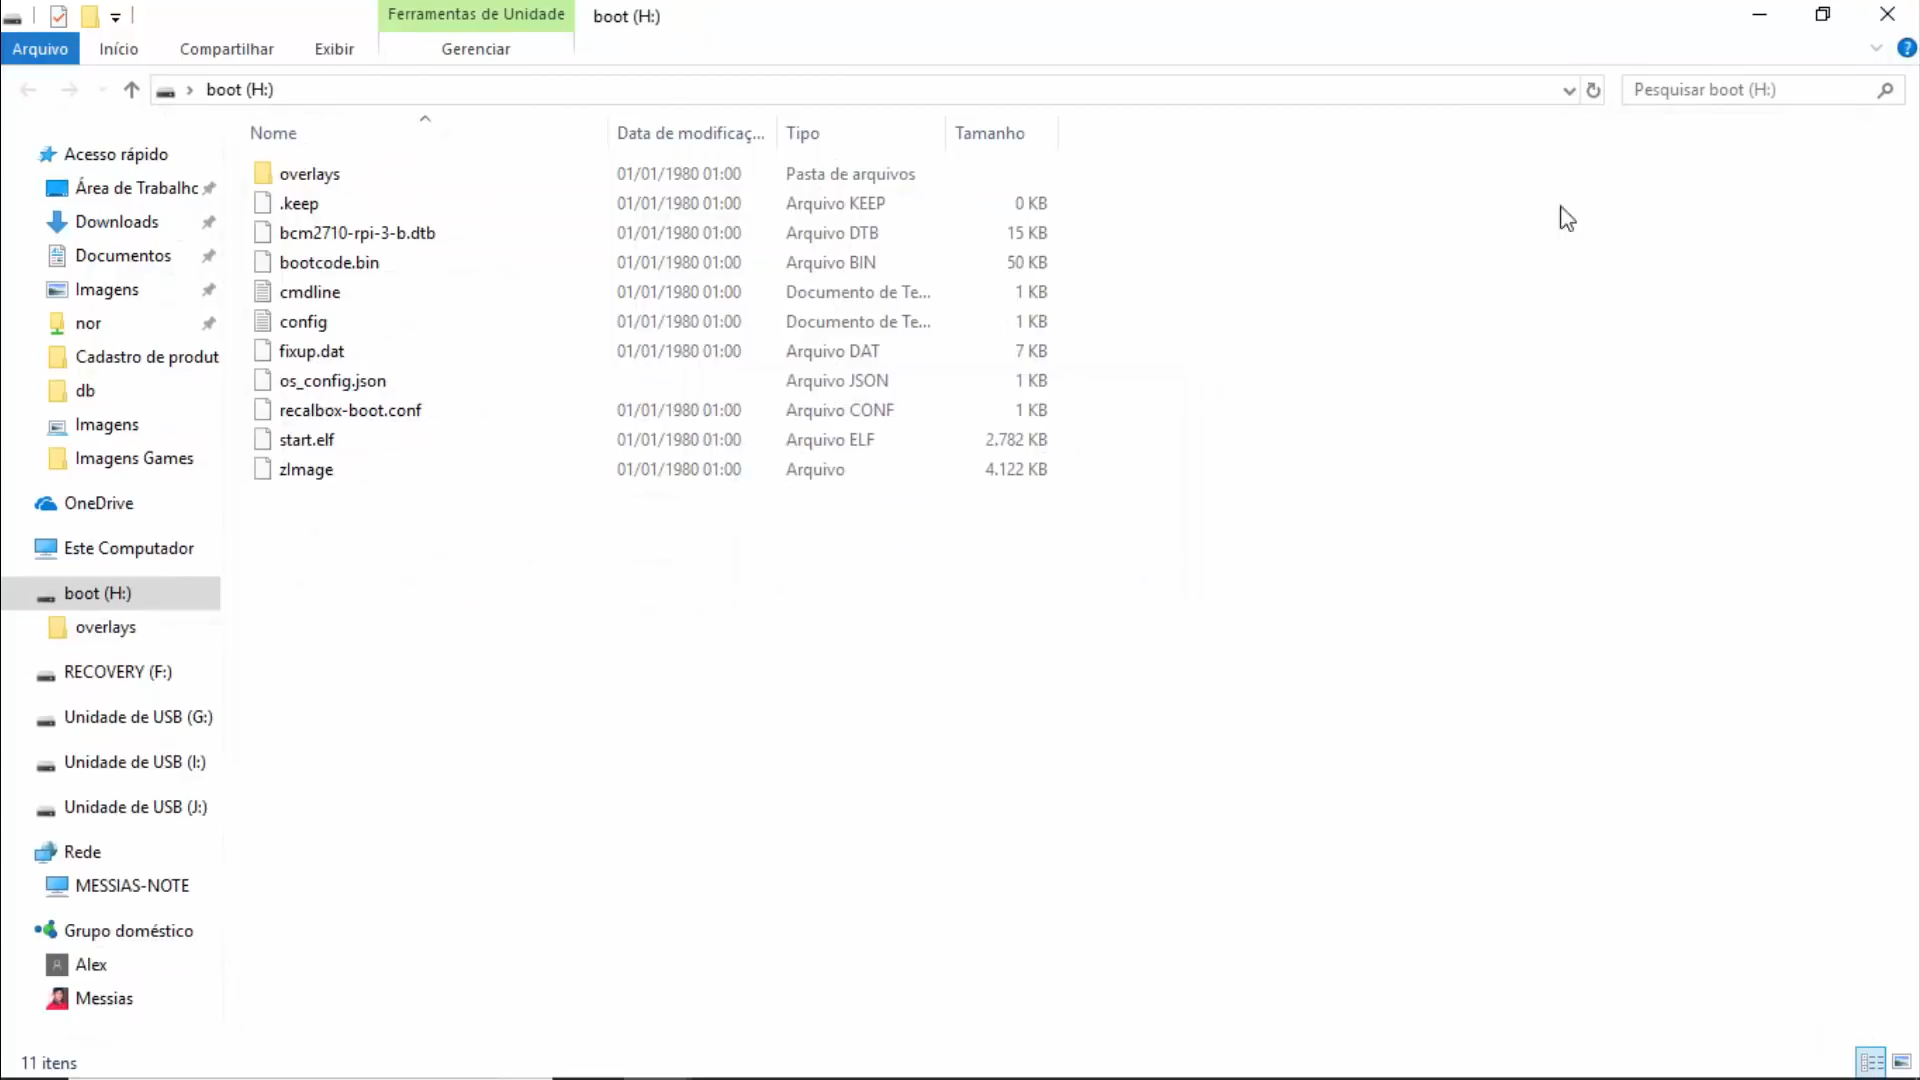 Ferramentas de Unidade
boot (H:)
Arquivo
Início
Compartilhar
Exibir
Gerenciar
?
› boot (H:)
Pesquisar boot (H:)
Nome
Data de modificaç...
Tipo
Tamanho
Acesso rápido
Área de Trabalhc
Downloads
Documentos
Imagens
nor
Cadastro de produt
db
Imagens
Imagens Games
OneDrive
Este Computador
boot (H:)
overlays
RECOVERY (F:)
Unidade de USB (G:)
Unidade de USB (I:)
Unidade de USB (J:)
Rede
MESSIAS-NOTE
Grupo doméstico
Alex
Messias
overlays 01/01/1980 01:00 Pasta de arquivos
.keep 01/01/1980 01:00 Arquivo KEEP 0 KB
bcm2710-rpi-3-b.dtb 01/01/1980 01:00 Arquivo DTB 15 KB
bootcode.bin 01/01/1980 01:00 Arquivo BIN 50 KB
cmdline 01/01/1980 01:00 Documento de Te... 1 KB
config 01/01/1980 01:00 Documento de Te... 1 KB
fixup.dat 01/01/1980 01:00 Arquivo DAT 7 KB
os_config.json Arquivo JSON 1 KB
recalbox-boot.conf 01/01/1980 01:00 Arquivo CONF 1 KB
start.elf 01/01/1980 01:00 Arquivo ELF 2.782 KB
zImage 01/01/1980 01:00 Arquivo 4.122 KB
11 itens